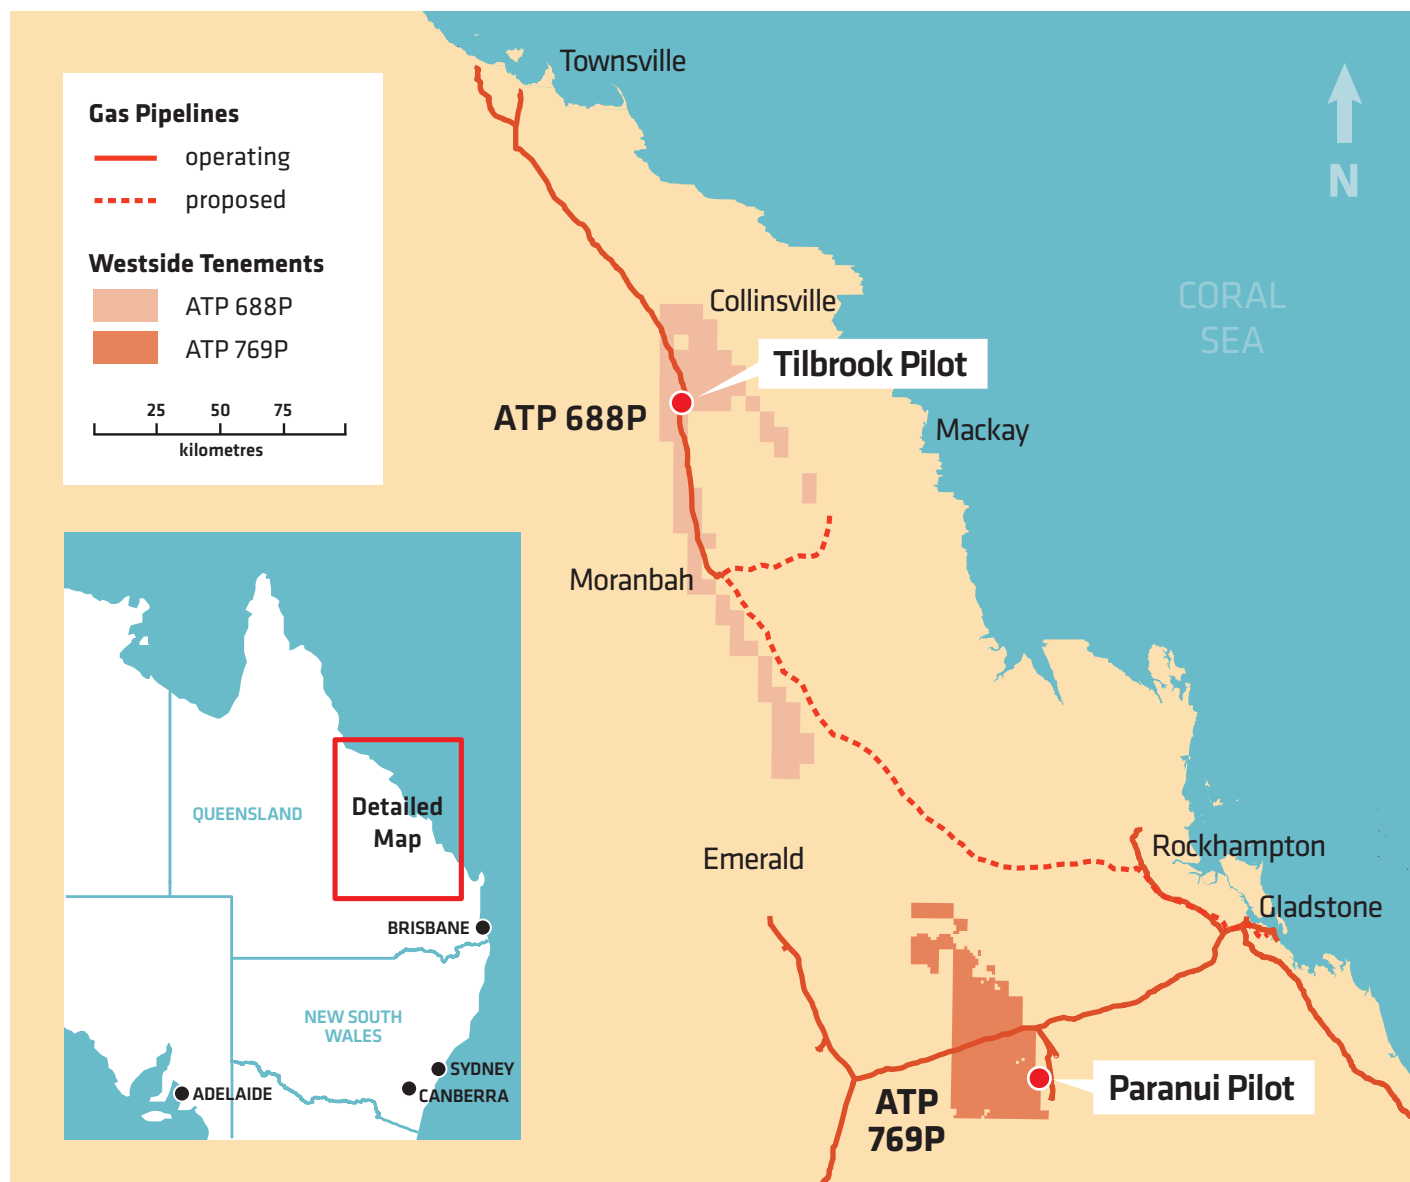 Gas Pipelines
operating
proposed
Westside Tenements
ATP 688P
ATP 769P
25 50 75
kilometres
Townsville
N
CORAL
SEA
Collinsville
Tilbrook Pilot
ATP 688P
Mackay
Moranbah
Emerald
Rockhampton
Gladstone
Paranui Pilot
ATP
769P
QUEENSLAND
Detailed
Map
BRISBANE
NEW SOUTH
WALES
SYDNEY
CANBERRA
ADELAIDE